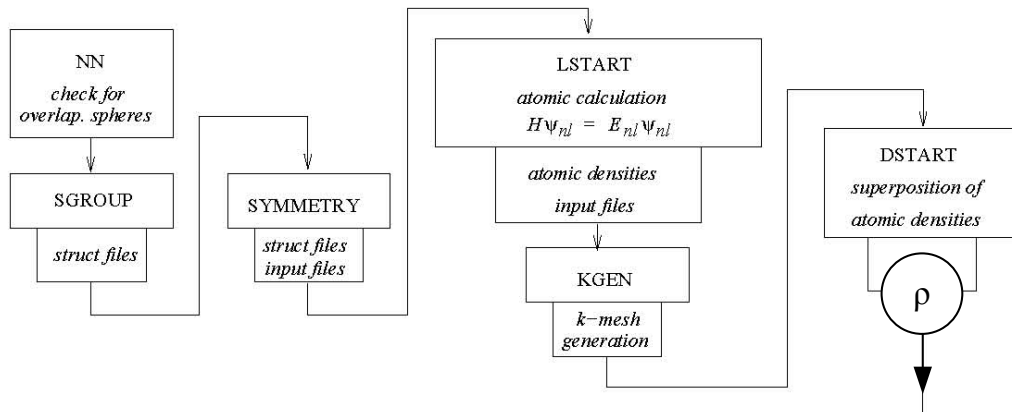 NN
check for
overlap. spheres
SGROUP
struct files
SYMMETRY
struct files
input files
LSTART
atomic calculation
Hψnl = Enlψnl
atomic densities
input files
KGEN
k−mesh
generation
DSTART
superposition of
atomic densities
ρ